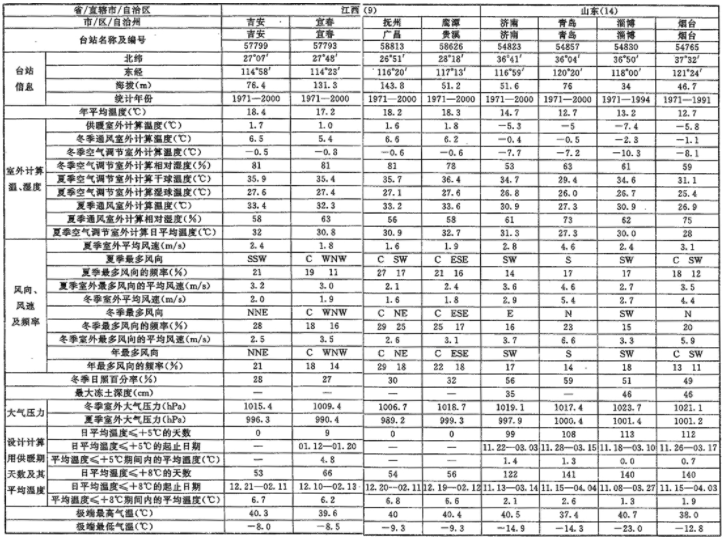 省/直辖市/自治区 江西(9) 山东(14)
市/区/自治州 吉安 宜春 抚州 鹰潭 济南 青岛 淄博 烟台
台站名称及编号 吉安 宜春 广昌 贵溪 济南 青岛 淄博 烟台
57799 57793 58813 58626 54823 54857 54830 54765
台站信息
北纬 27°07′ 27°48′ 26°51′ 28°18′ 36°41′ 36°04′ 36°50′ 37°32′
东经 114°58′ 114°23′ 116°20′ 117°13′ 116°59′ 120°20′ 118°00′ 121°24′
海拔(m) 76.4 131.3 143.8 51.2 51.6 76 34 46.7
统计年份 1971—2000 1971—2000 1971—2000 1971—2000 1971—2000 1971—2000 1971—1994 1971—1991
年平均温度(℃) 18.4 17.2 18.2 18.3 14.7 12.7 13.2 12.7
室外计算温、湿度
供暖室外计算温度(℃) 1.7 1.0 1.6 1.8 −5.3 −5 −7.4 −5.8
冬季通风室外计算温度(℃) 6.5 5.4 6.6 6.2 −0.4 −0.5 −2.3 −1.1
冬季空气调节室外计算温度(℃) −0.5 −0.8 −0.6 −0.6 −7.7 −7.2 −10.3 −8.1
冬季空气调节室外计算相对湿度(%) 81 81 81 78 53 63 61 59
夏季空气调节室外计算干球温度(℃) 35.9 35.4 35.7 36.4 34.7 29.4 34.6 31.1
夏季空气调节室外计算湿球温度(℃) 27.6 27.4 27.1 27.6 26.8 26.0 26.7 25.4
夏季通风室外计算温度(℃) 33.4 32.3 33.2 33.6 30.9 27.3 30.9 26.9
夏季通风室外计算相对湿度(%) 58 63 56 58 61 73 62 75
夏季空气调节室外计算日平均温度(℃) 32 30.8 30.9 32.7 31.3 27.3 30.0 28
风向、风速及频率
夏季室外平均风速(m/s) 2.4 1.8 1.6 1.9 2.8 4.6 2.4 3.1
夏季最多风向 SSW C WNW C SW C ESE SW S SW C SW
夏季最多风向的频率(%) 21 19 11 27 17 21 16 14 17 17 18 12
夏季室外最多风向的平均风速(m/s) 3.2 3.0 2.1 2.4 3.6 4.6 2.7 3.5
冬季室外平均风速(m/s) 2.0 1.9 1.6 1.8 2.9 5.4 2.7 4.4
冬季最多风向 NNE C WNW C NE C ESE E N SW N
冬季最多风向的频率(%) 28 18 16 29 25 25 17 16 23 15 20
冬季室外最多风向的平均风速(m/s) 2.5 3.5 2.6 3.1 3.7 6.6 3.3 5.9
年最多风向 NNE C WNW C NE C ESE SW S SW C SW
年最多风向的频率(%) 21 18 14 29 18 22 18 17 14 18 13 11
冬季日照百分率(%) 28 27 30 32 56 59 51 49
最大冻土深度(cm) — — — — 35 — 46 46
大气压力
冬季室外大气压力(hPa) 1015.4 1009.4 1006.7 1018.7 1019.1 1017.4 1023.7 1021.1
夏季室外大气压力(hPa) 996.3 990.4 989.2 999.3 997.9 1000.4 1001.4 1001.2
设计计算用供暖期天数及其平均温度
日平均温度≤+5℃的天数 0 9 0 0 99 108 113 112
日平均温度≤+5℃的起止日期 — 01.12—01.20 — — 11.22—03.03 11.28—03.15 11.18—03.10 11.26—03.17
平均温度≤+5℃期间内的平均温度(℃) — 4.8 — — 1.4 1.3 0.0 0.7
日平均温度≤+8℃的天数 53 66 54 56 122 141 140 140
日平均温度≤+8℃的起止日期 12.21—02.11 12.10—02.13 12.20—02.11 12.19—02.12 11.13—03.14 11.15—04.04 11.08—03.27 11.15—04.03
平均温度≤+8℃期间内的平均温度(℃) 6.7 6.2 6.8 6.6 2.1 2.6 1.3 1.9
极端最高气温(℃) 40.3 39.6 40 40.4 40.5 37.4 40.7 38.0
极端最低气温(℃) −8.0 −8.5 −9.3 −9.3 −14.9 −14.3 −23.0 −12.8